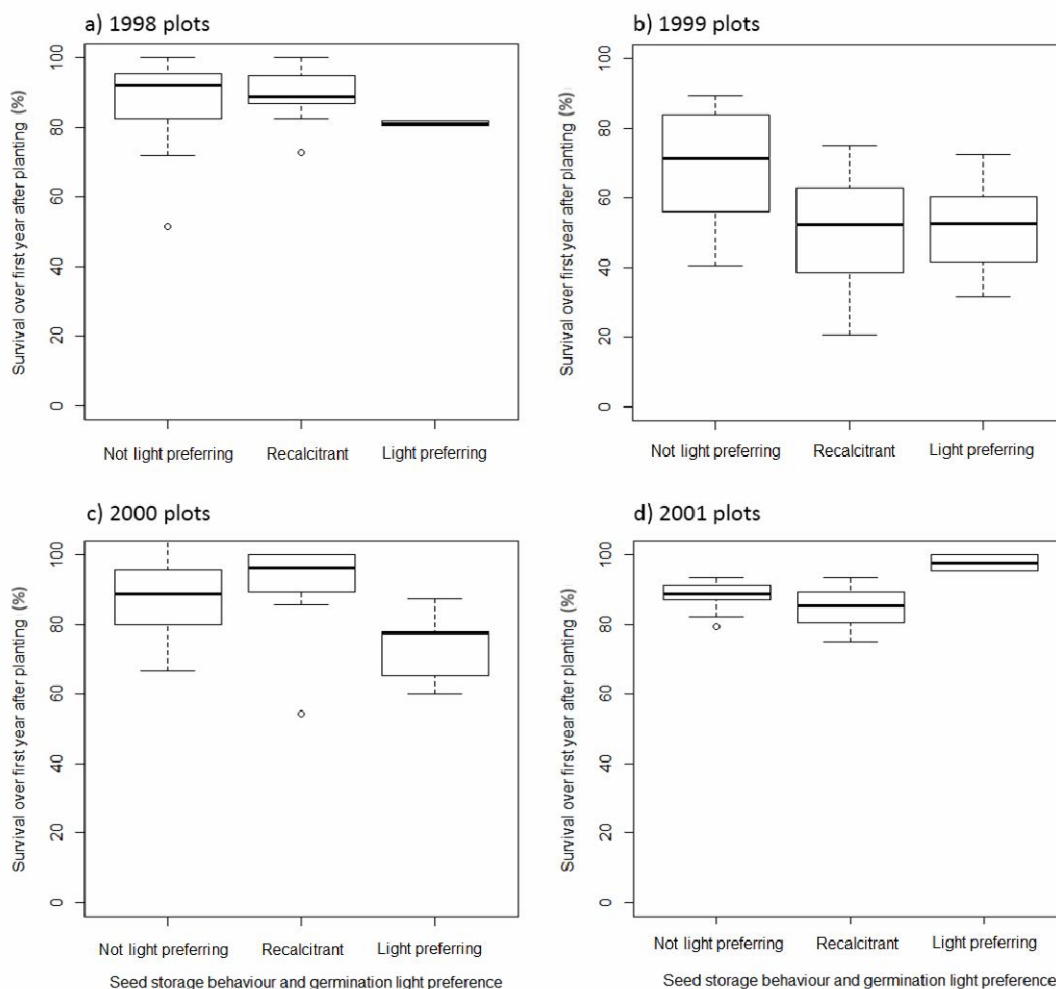 a) 1998 plots
Survival over first year after planting (%)
100
80
60
40
20
0
Not light preferring
Recalcitrant
Light preferring
b) 1999 plots
Survival over first year after planting (%)
100
80
60
40
20
0
Not light preferring
Recalcitrant
Light preferring
c) 2000 plots
Survival over first year after planting (%)
100
80
60
40
20
0
Not light preferring
Recalcitrant
Light preferring
Seed storage behaviour and germination light preference
d) 2001 plots
Survival over first year after planting (%)
100
80
60
40
20
0
Not light preferring
Recalcitrant
Light preferring
Seed storage behaviour and germination light preference